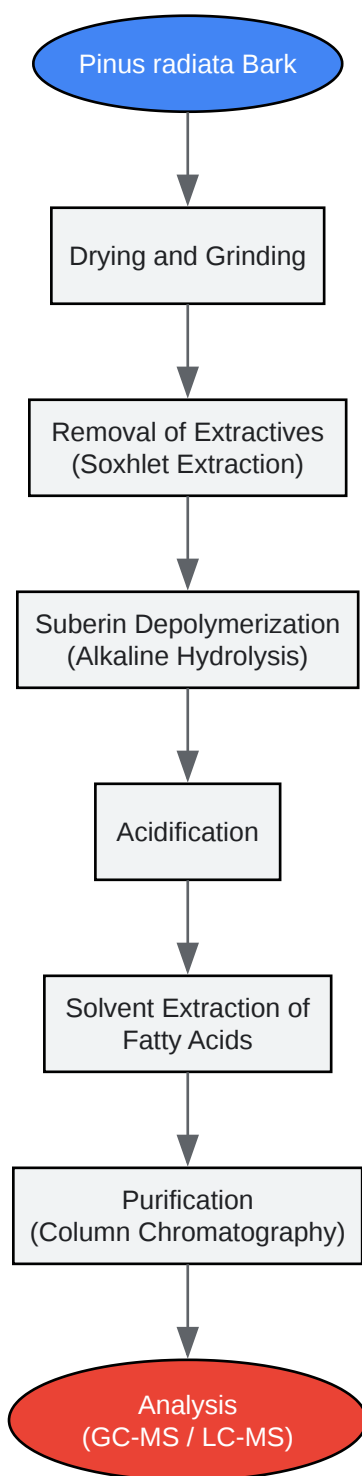 Pinus radiata Bark
Drying and Grinding
Removal of Extractives
(Soxhlet Extraction)
Suberin Depolymerization
(Alkaline Hydrolysis)
Acidification
Solvent Extraction of
Fatty Acids
Purification
(Column Chromatography)
Analysis
(GC-MS / LC-MS)